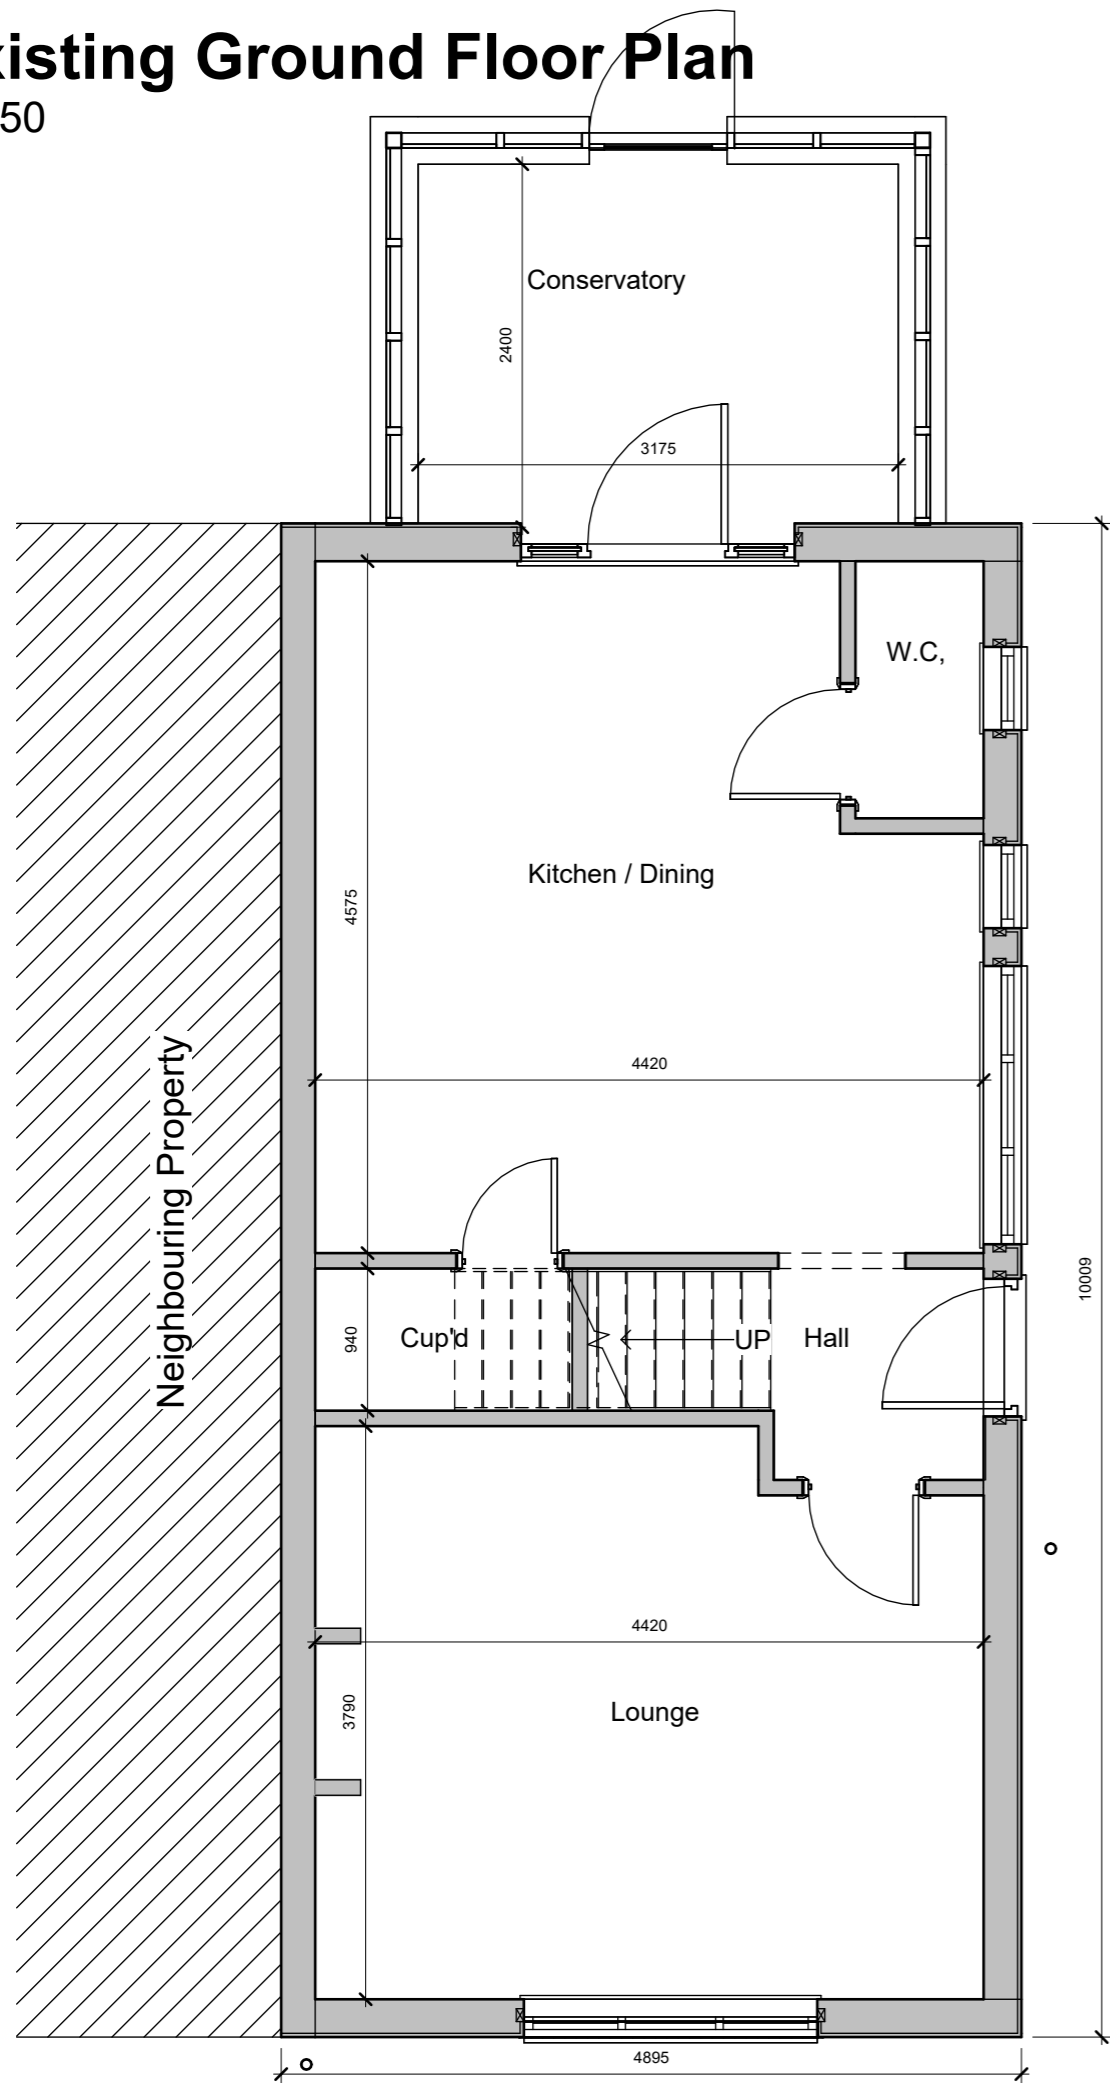 xisting Ground Floor Plan
50
Conservatory
2400
3175
W.C,
Kitchen / Dining
4575
4420
Neighbouring Property
10009
940
Cup'd
UP
Hall
4420
3790
Lounge
4895